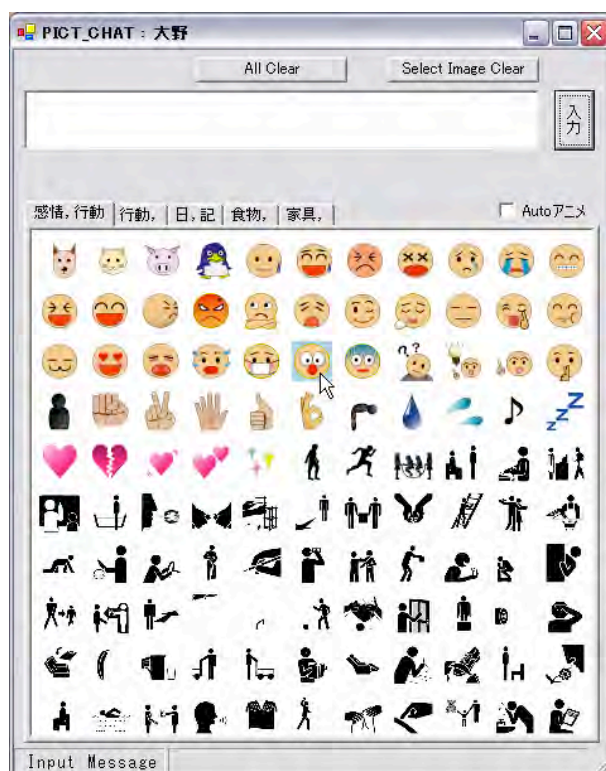 PICT_CHAT : 大野
All Clear
Select Image Clear
入力
感情, 行動
行動,
日, 記
食物,
家具,
Autoアニメ
n ?
zzZ
Input Message